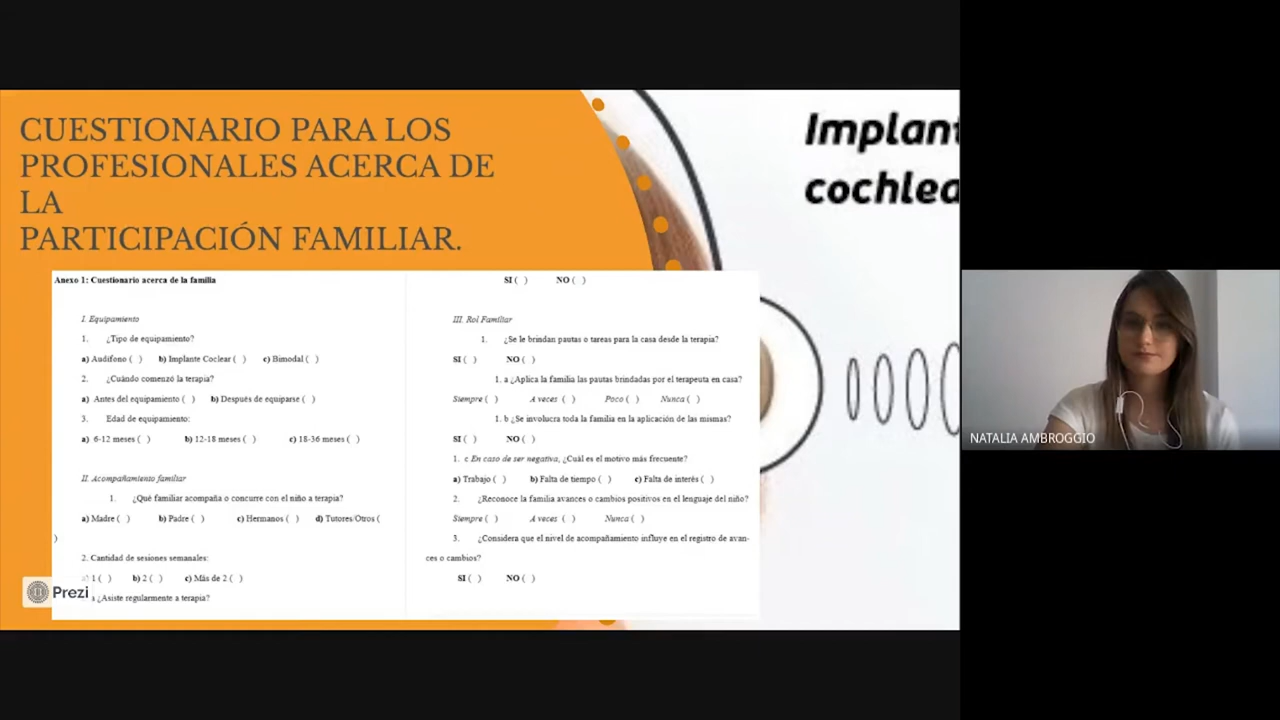 CUESTIONARIO PARA LOS
PROFESIONALES ACERCA DE
LA
PARTICIPACIÓN FAMILIAR.
Anexo 1: Cuestionario acerca de la familia
I. Equipamiento
1. ¿Tipo de equipamiento?
a) Audífono ( ) b) Implante Coclear ( ) c) Bimodal ( )
2. ¿Cuándo comenzó la terapia?
a) Antes del equipamiento ( ) b) Después de equiparse ( )
3. Edad de equipamiento:
a) 6-12 meses ( ) b) 12-18 meses ( ) c) 18-36 meses ( )
II. Acompañamiento familiar
1. ¿Qué familiar acompaña o concurre con el niño a terapia?
a) Madre ( ) b) Padre ( ) c) Hermanos ( ) d) Tutores/Otros (
)
2. Cantidad de sesiones semanales:
a) 1 ( ) b) 2 ( ) c) Más de 2 ( )
a ¿Asiste regularmente a terapia?
SI ( ) NO ( )
III. Rol Familiar
1. ¿Se le brindan pautas o tareas para la casa desde la terapia?
SI ( ) NO ( )
1. a ¿Aplica la familia las pautas brindadas por el terapeuta en casa?
Siempre ( ) A veces ( ) Poco ( ) Nunca ( )
1. b ¿Se involucra toda la familia en la aplicación de las mismas?
SI ( ) NO ( )
1. c En caso de ser negativa, ¿Cuál es el motivo más frecuente?
a) Trabajo ( ) b) Falta de tiempo ( ) c) Falta de interés ( )
2. ¿Reconoce la familia avances o cambios positivos en el lenguaje del niño?
Siempre ( ) A veces ( ) Nunca ( )
3. ¿Considera que el nivel de acompañamiento influye en el registro de avan-
ces o cambios?
SI ( ) NO ( )
Prezi
Implant
cochlea
NATALIA AMBROGGIO